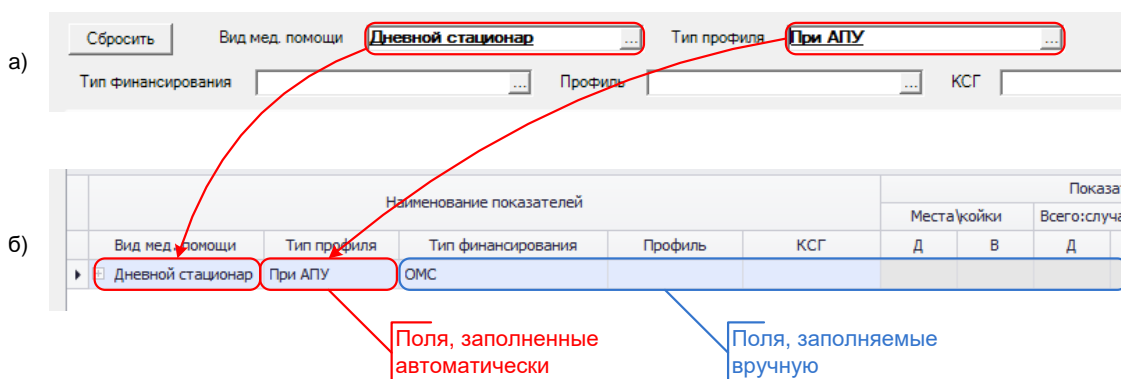 а)
Сбросить Вид мед. помощи Дневной стационар ... Тип профиля При АПУ ...
Тип финансирования ... Профиль ... КСГ
б)
Наименование показателей
Места\койки Всего:случа
Вид мед. помощи Тип профиля Тип финансирования Профиль КСГ Д В Д
Дневной стационар При АПУ ОМС
Поля, заполненные
автоматически
Поля, заполняемые
вручную